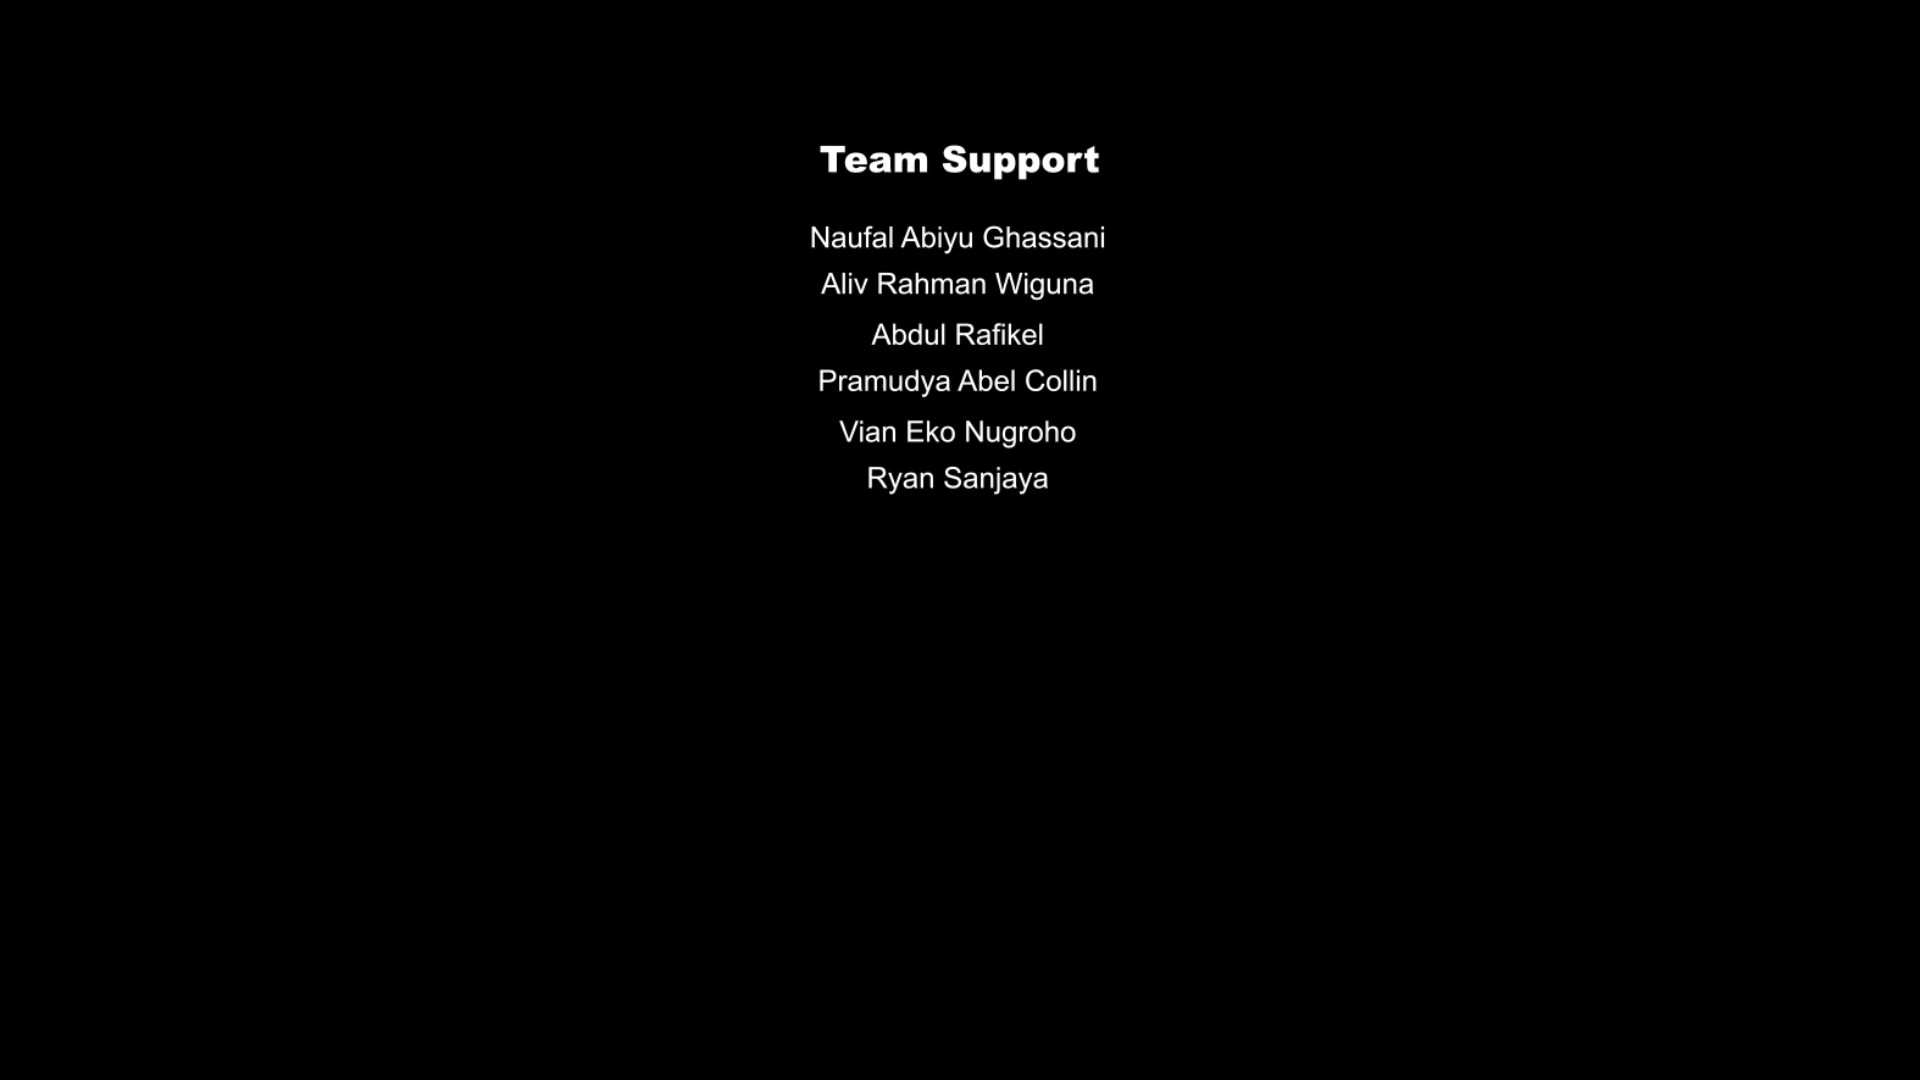 Team Support
Naufal Abiyu Ghassani
Aliv Rahman Wiguna
Abdul Rafikel
Pramudya Abel Collin
Vian Eko Nugroho
Ryan Sanjaya